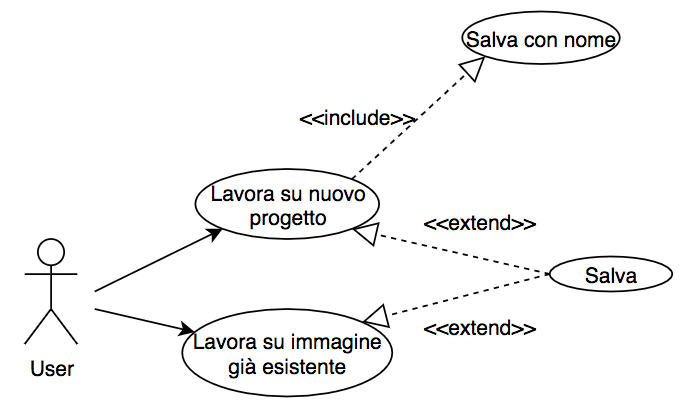 Salva con nome
<<include>>
Lavora su nuovo
progetto
<<extend>>
Salva
<<extend>>
Lavora su immagine
già esistente
User